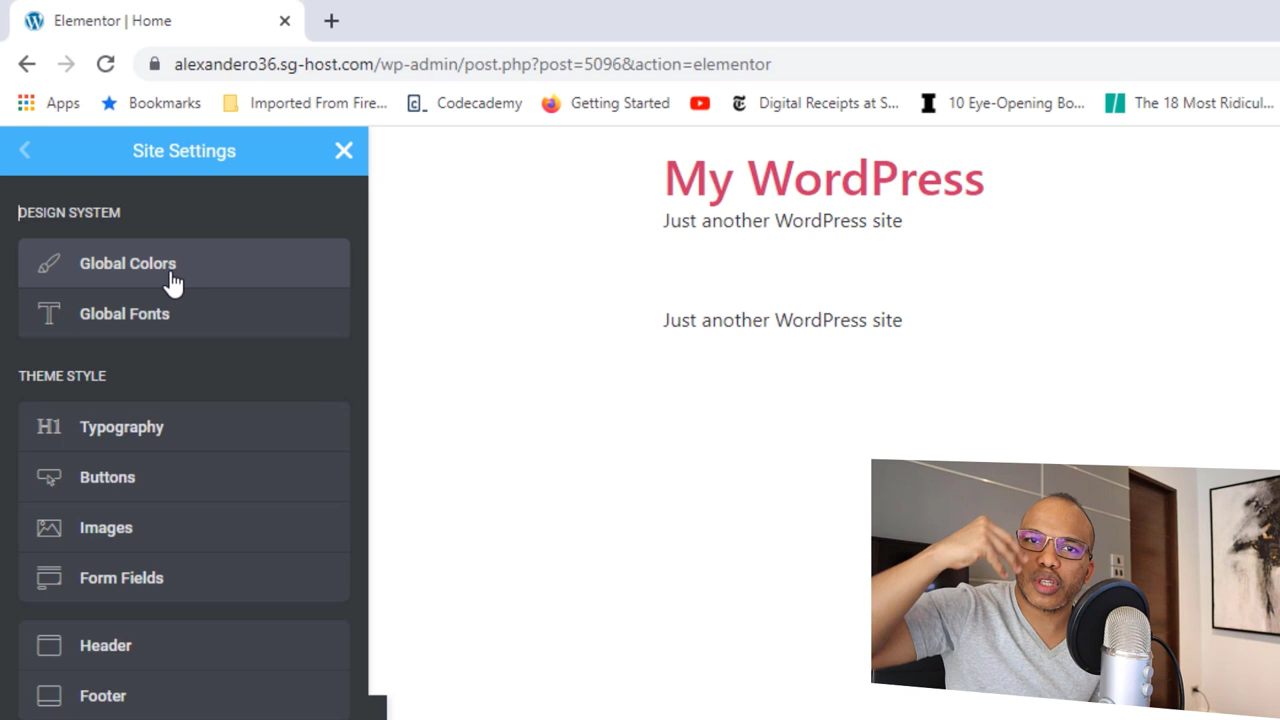 Elementor | Home
alexandero36.sg-host.com/wp-admin/post.php?post=5096&action=elementor
Apps Bookmarks Imported From Fire... Codecademy Getting Started Digital Receipts at S... 10 Eye-Opening Bo... The 18 Most Ridicul...
Site Settings
DESIGN SYSTEM
Global Colors
Global Fonts
THEME STYLE
H1 Typography
Buttons
Images
Form Fields
Header
Footer
My WordPress
Just another WordPress site
Just another WordPress site